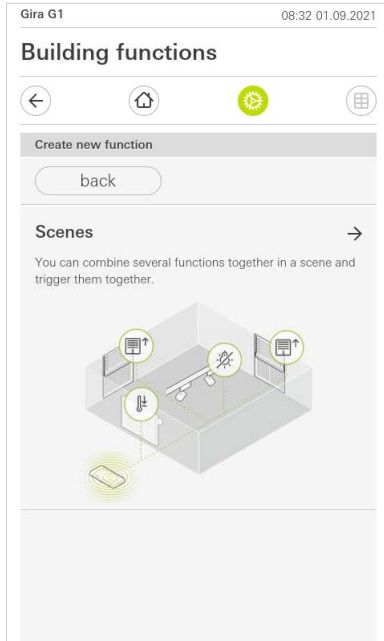 Gira G1
08:32 01.09.2021
Building functions
Create new function
back
Scenes
You can combine several functions together in a scene and
trigger them together.